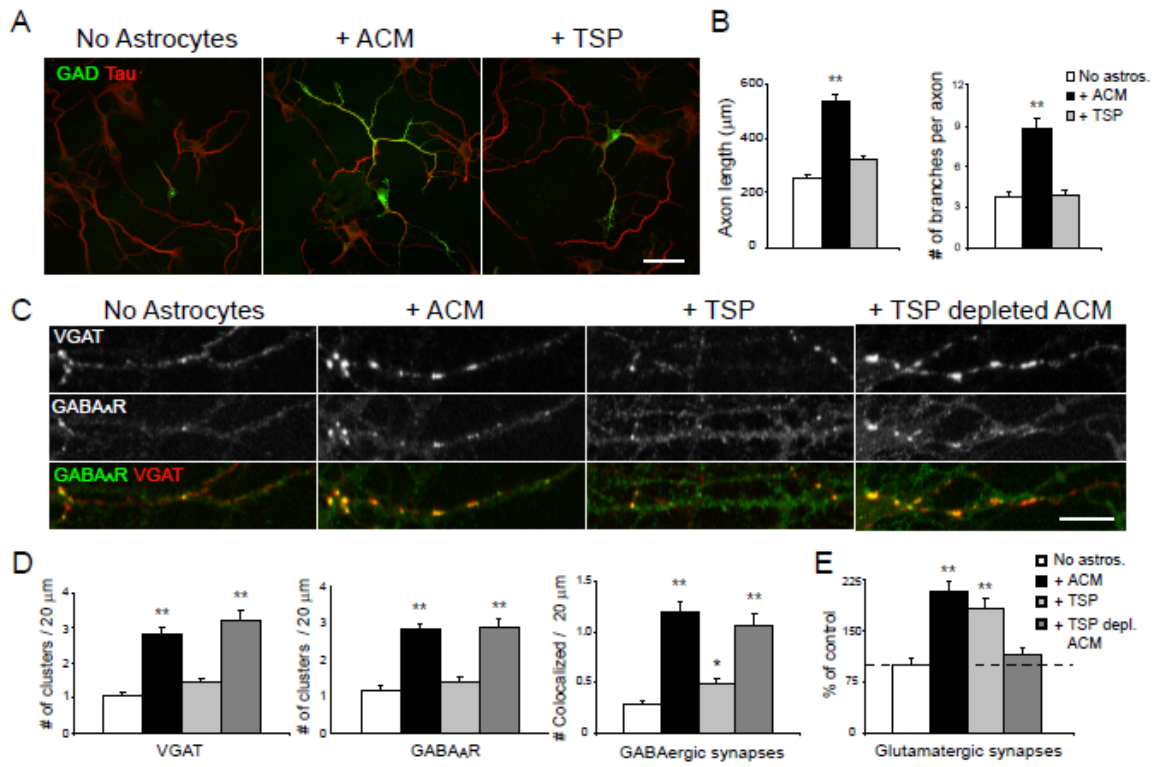 A
No Astrocytes
+ ACM
+ TSP
GAD Tau
B
600
400
200
0
Axon length (μm)
**
12
9
6
3
0
# of branches per axon
**
No astros.
+ ACM
+ TSP
C
No Astrocytes
+ ACM
+ TSP
+ TSP depleted ACM
VGAT
GABAAR
GABAAR VGAT
D
# of clusters / 20 μm
4
3
2
1
0
**
**
VGAT
# of clusters / 20 μm
4
3
2
1
0
**
**
GABAAR
# Colocalized / 20 μm
1.5
1.0
0.5
0
**
*
**
GABAergic synapses
E
% of control
225
150
75
0
**
**
Glutamatergic synapses
No astros.
+ ACM
+ TSP
+ TSP depl.
ACM